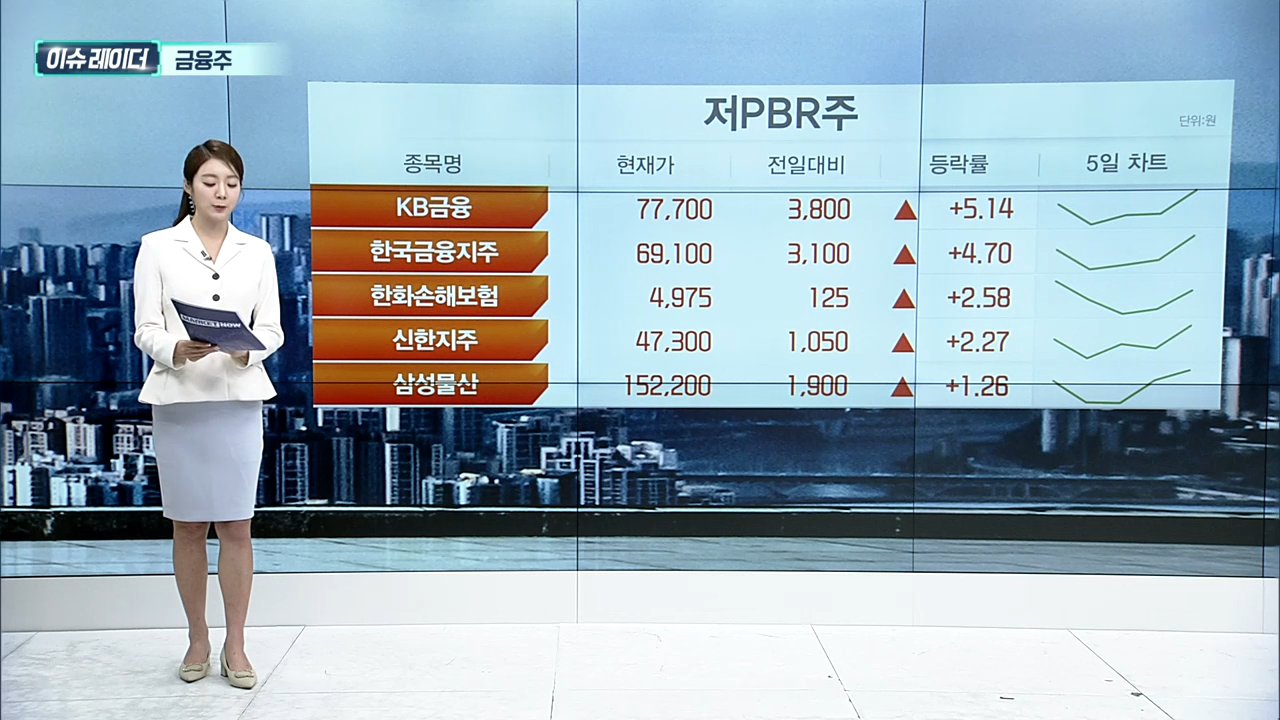 이슈 레이더 금융주
저PBR주
단위:원
종목명 현재가 전일대비 등락률 5일 차트
KB금융 77,700 3,800 ▲ +5.14
한국금융지주 69,100 3,100 ▲ +4.70
한화손해보험 4,975 125 ▲ +2.58
신한지주 47,300 1,050 ▲ +2.27
삼성물산 152,200 1,900 ▲ +1.26
MARKET NOW